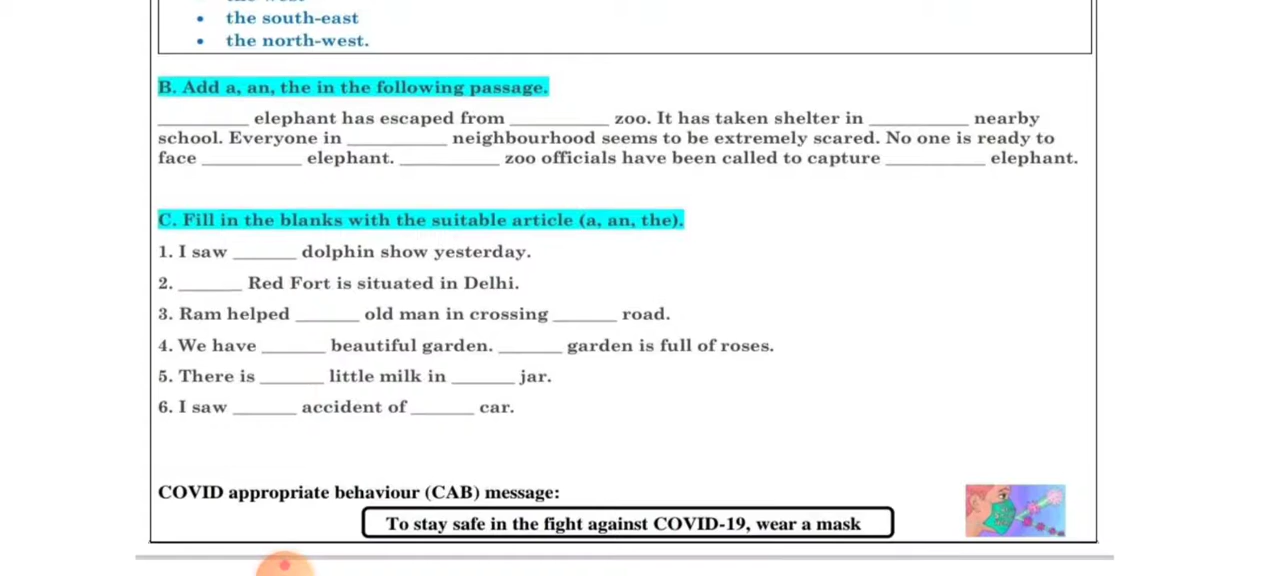 • the south-east
• the north-west.
B. Add a, an, the in the following passage.
__________ elephant has escaped from ___________ zoo. It has taken shelter in ___________ nearby
school. Everyone in ___________ neighbourhood seems to be extremely scared. No one is ready to
face ___________ elephant. ___________ zoo officials have been called to capture ___________ elephant.
C. Fill in the blanks with the suitable article (a, an, the).
1. I saw _______ dolphin show yesterday.
2. _______ Red Fort is situated in Delhi.
3. Ram helped _______ old man in crossing _______ road.
4. We have _______ beautiful garden. _______ garden is full of roses.
5. There is _______ little milk in _______ jar.
6. I saw _______ accident of _______ car.
COVID appropriate behaviour (CAB) message:
To stay safe in the fight against COVID-19, wear a mask